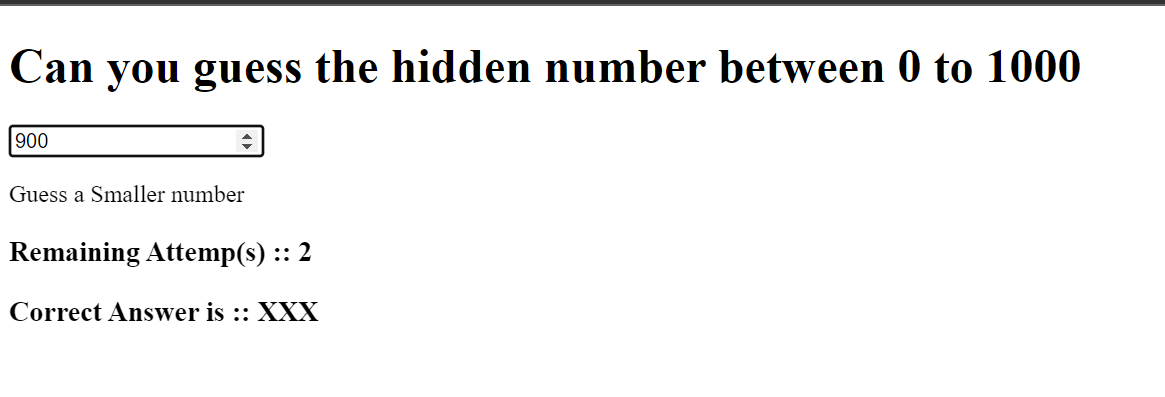 Can you guess the hidden number between 0 to 1000
900
Guess a Smaller number
Remaining Attemp(s) :: 2
Correct Answer is :: XXX